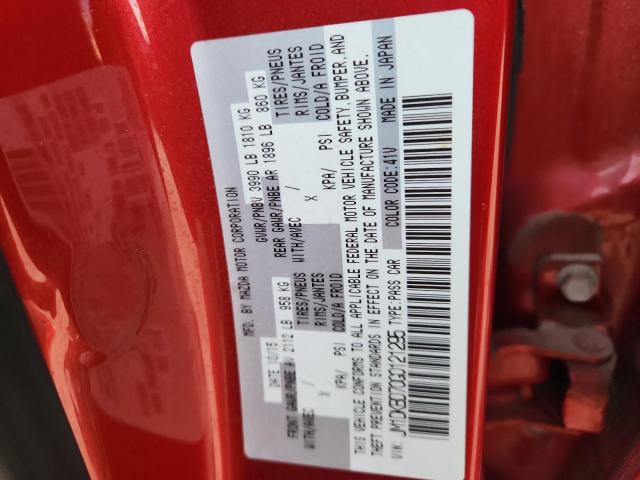 MFD. BY MAZDA MOTOR CORPORATION
DATE 10/15 GVWR/PNBV 3990 LB 1810 KG
FRONT GAWR/PNBE AV 2112 LB 958 KG REAR GAWR/PNBE AR 1896 LB 860 KG
WITH/AVEC TIRES/PNEUS WITH/AVEC TIRES/PNEUS
/ X RIMS/JANTES / X RIMS/JANTES
KPA/ PSI COLD/A FROID KPA/ PSI COLD/A FROID
THIS VEHICLE CONFORMS TO ALL APPLICABLE FEDERAL MOTOR VEHICLE SAFETY, BUMPER, AND
THEFT PREVENTION STANDARDS IN EFFECT ON THE DATE OF MANUFACTURE SHOWN ABOVE.
VIN: JM1DKBD70G0121295 TYPE:PASS CAR COLOR CODE:41V MADE IN JAPAN